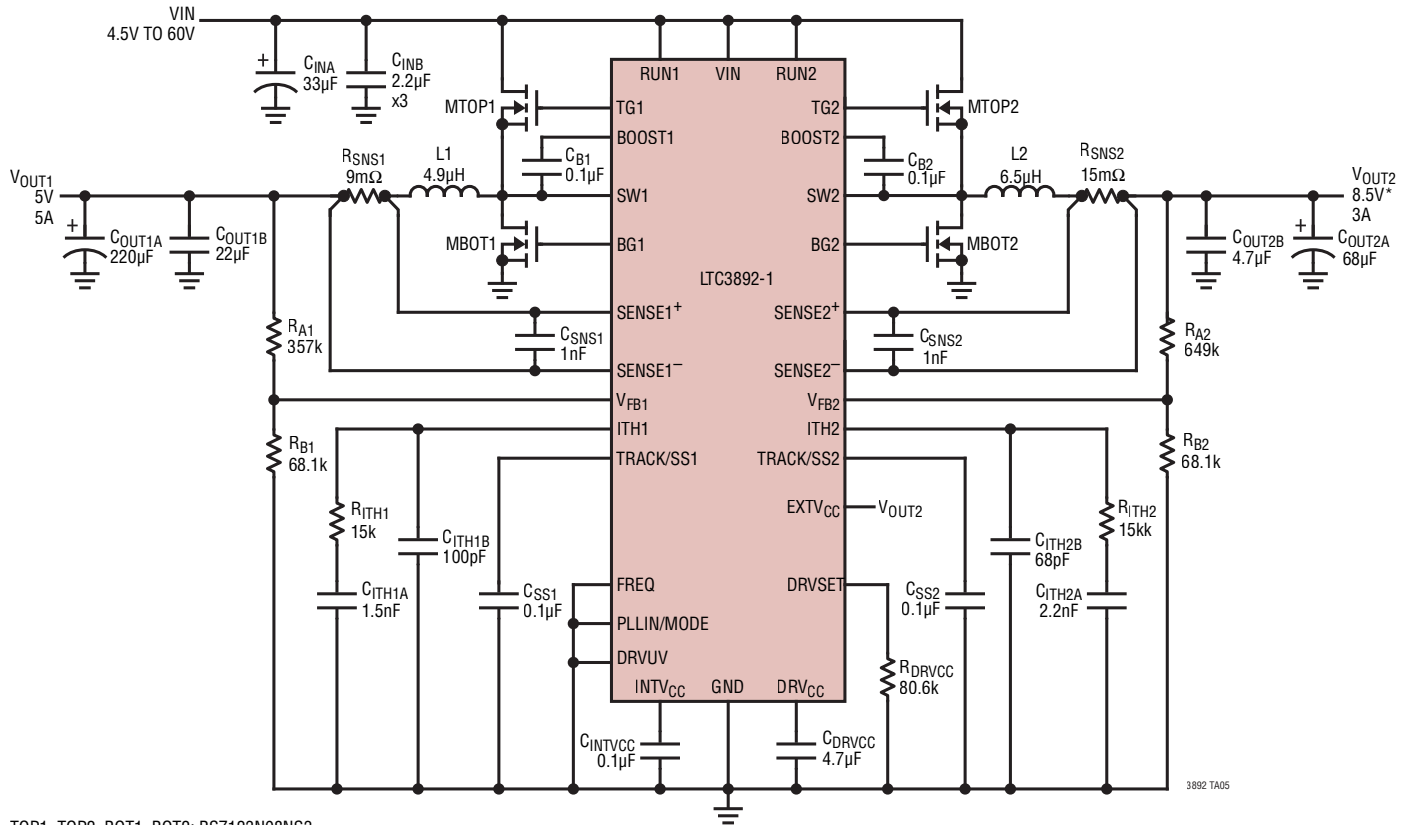 VIN
4.5V TO 60V
CINA
33µF
CINB
2.2µF
x3
+
RUN1
VIN
RUN2
MTOP1
TG1
TG2
MTOP2
BOOST1
BOOST2
CB1
0.1µF
CB2
0.1µF
VOUT1
5V
5A
RSNS1
9mΩ
L1
4.9µH
SW1
SW2
L2
6.5µH
RSNS2
15mΩ
VOUT2
8.5V*
3A
+
COUT1A
220µF
COUT1B
22µF
MBOT1
BG1
BG2
MBOT2
COUT2B
4.7µF
+
COUT2A
68µF
LTC3892-1
SENSE1+
SENSE2+
RA1
357k
CSNS1
1nF
CSNS2
1nF
RA2
649k
SENSE1–
SENSE2–
VFB1
VFB2
RB1
68.1k
ITH1
ITH2
RB2
68.1k
TRACK/SS1
TRACK/SS2
EXTVCC
VOUT2
RITH1
15k
CITH1B
100pF
CITH2B
68pF
RITH2
15kk
CITH1A
1.5nF
CSS1
0.1µF
FREQ
DRVSET
CSS2
0.1µF
CITH2A
2.2nF
PLLIN/MODE
DRVUV
RDRVCC
80.6k
INTVCC
GND
DRVCC
CINTVCC
0.1µF
CDRVCC
4.7µF
3892 TA05